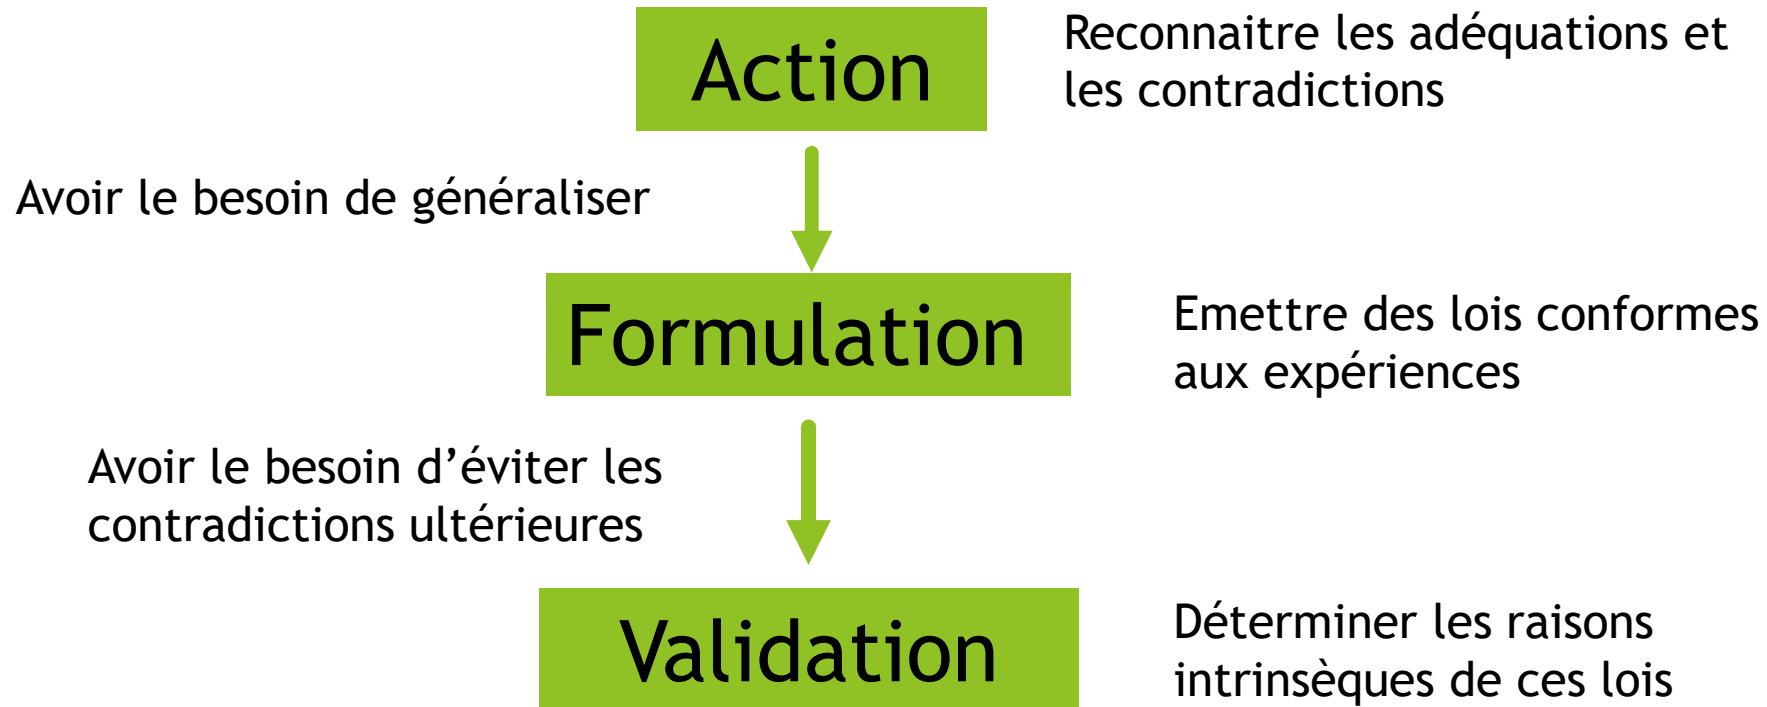 Action
Reconnaitre les adéquations et
les contradictions
Avoir le besoin de généraliser
Formulation
Emettre des lois conformes
aux expériences
Avoir le besoin d’éviter les
contradictions ultérieures
Validation
Déterminer les raisons
intrinsèques de ces lois